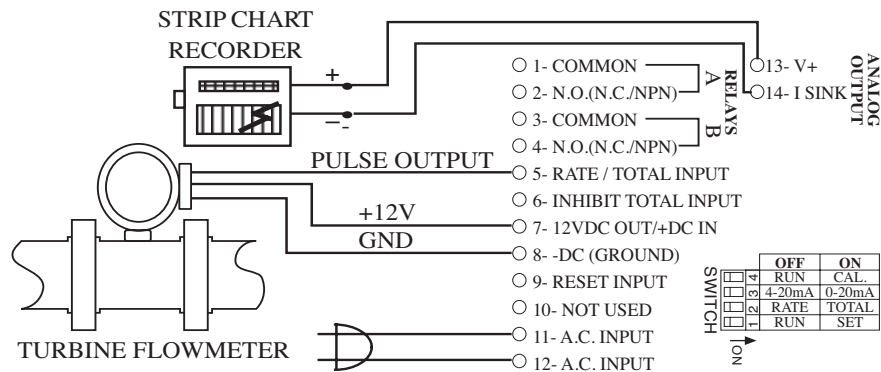 STRIP CHART
RECORDER
+
–
-
PULSE OUTPUT
+12V
GND
TURBINE FLOWMETER
1- COMMON
2- N.O.(N.C./NPN)
3- COMMON
4- N.O.(N.C./NPN)
5- RATE / TOTAL INPUT
6- INHIBIT TOTAL INPUT
7- 12VDC OUT/+DC IN
8- -DC (GROUND)
9- RESET INPUT
10- NOT USED
11- A.C. INPUT
12- A.C. INPUT
A
B
RELAYS
13- V+
14- I SINK
ANALOG
OUTPUT
SWITCH
OFF ON
4 RUN CAL.
3 4-20mA 0-20mA
2 RATE TOTAL
1 RUN SET
ON